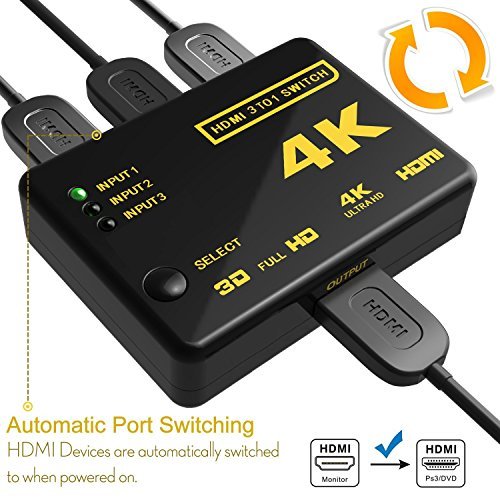 HDMI
HDMI
HDMI
HDMI 3 TO 1 SWITCH
4K
INPUT 1
INPUT 2
INPUT 3
4K
ULTRA HD
HDMI
SELECT
3D
FULL HD
OUTPUT
HDMI
Automatic Port Switching
HDMI Devices are automatically switched
to when powered on.
HDMI
Monitor
HDMI
Ps3/DVD